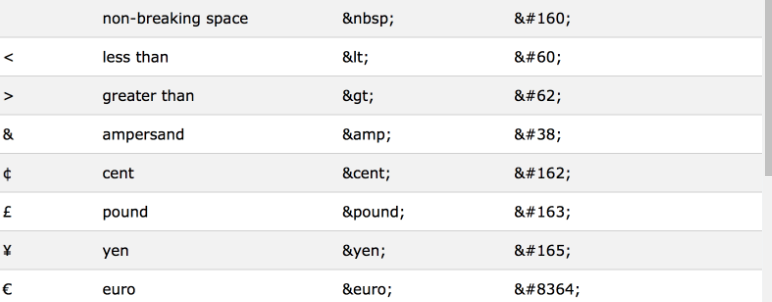 non-breaking space &nbsp; &#160;
< less than &lt; &#60;
> greater than &gt; &#62;
& ampersand &amp; &#38;
¢ cent &cent; &#162;
£ pound &pound; &#163;
¥ yen &yen; &#165;
€ euro &euro; &#8364;